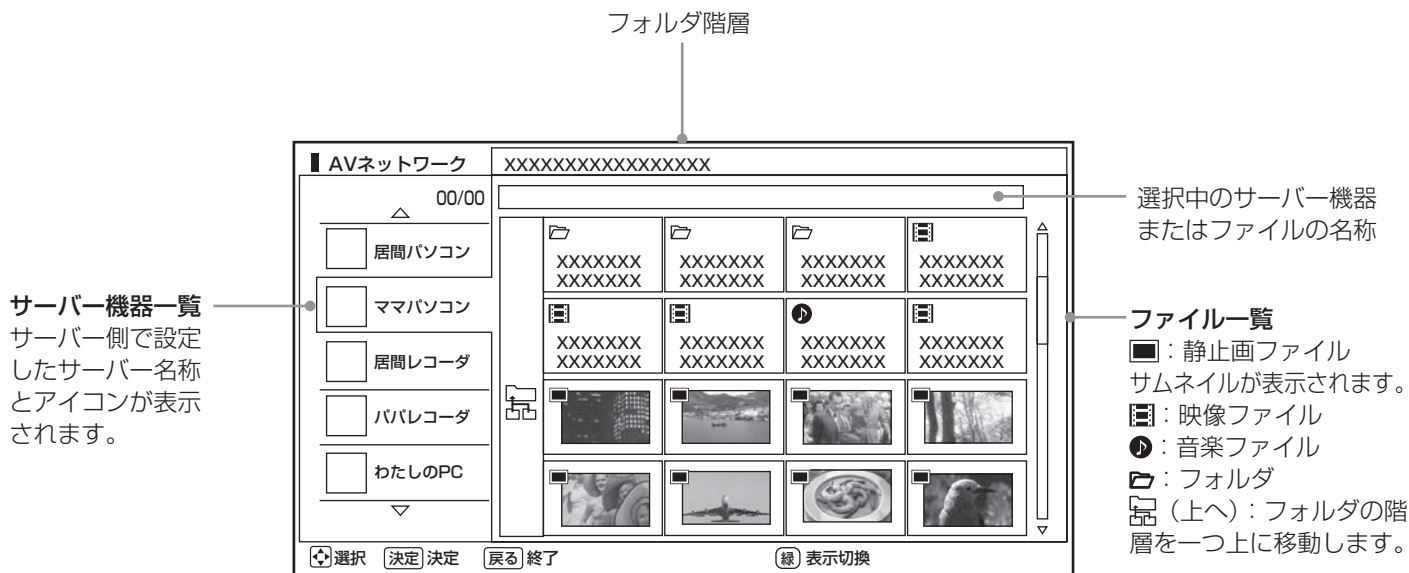 フォルダ階層
AVネットワーク
XXXXXXXXXXXXXXXXX
00/00
居間パソコン
ママパソコン
居間レコーダ
パパレコーダ
わたしのPC
XXXXXXX XXXXXXX XXXXXXX XXXXXXX
XXXXXXX XXXXXXX XXXXXXX XXXXXXX
XXXXXXX XXXXXXX XXXXXXX XXXXXXX
XXXXXXX XXXXXXX XXXXXXX XXXXXXX
選択 決定 決定 戻る 終了 緑 表示切換
サーバー機器一覧
サーバー側で設定
したサーバー名称
とアイコンが表示
されます。
選択中のサーバー機器
またはファイルの名称
ファイル一覧
：静止画ファイル
サムネイルが表示されます。
：映像ファイル
：音楽ファイル
：フォルダ
（上へ）：フォルダの階
層を一つ上に移動します。